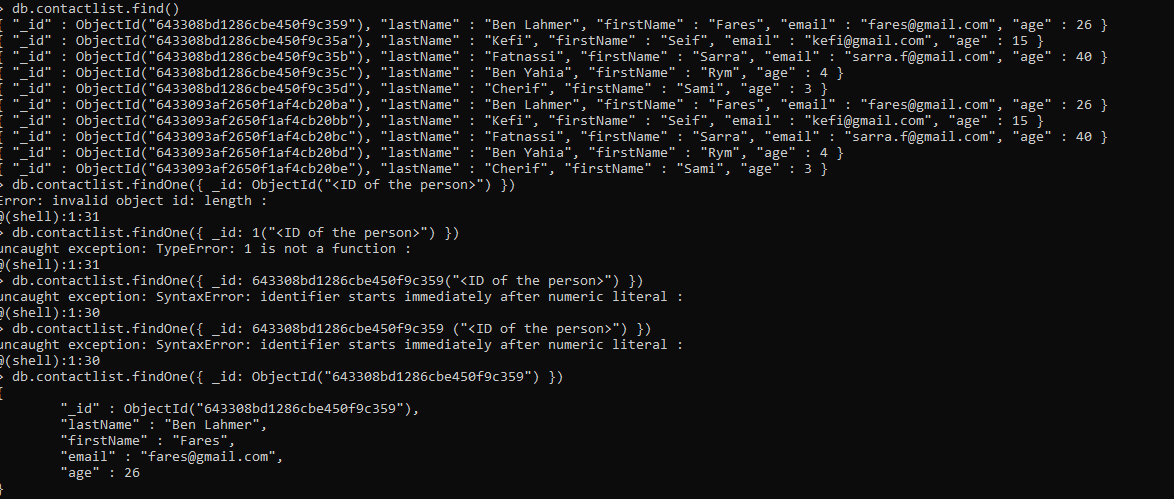 > db.contactlist.find()
{ "_id" : ObjectId("643308bd1286cbe450f9c359"), "lastName" : "Ben Lahmer", "firstName" : "Fares", "email" : "fares@gmail.com", "age" : 26 }
{ "_id" : ObjectId("643308bd1286cbe450f9c35a"), "lastName" : "Kefi", "firstName" : "Seif", "email" : "kefi@gmail.com", "age" : 15 }
{ "_id" : ObjectId("643308bd1286cbe450f9c35b"), "lastName" : "Fatnassi", "firstName" : "Sarra", "email" : "sarra.f@gmail.com", "age" : 40 }
{ "_id" : ObjectId("643308bd1286cbe450f9c35c"), "lastName" : "Ben Yahia", "firstName" : "Rym", "age" : 4 }
{ "_id" : ObjectId("643308bd1286cbe450f9c35d"), "lastName" : "Cherif", "firstName" : "Sami", "age" : 3 }
{ "_id" : ObjectId("6433093af2650f1af4cb20ba"), "lastName" : "Ben Lahmer", "firstName" : "Fares", "email" : "fares@gmail.com", "age" : 26 }
{ "_id" : ObjectId("6433093af2650f1af4cb20bb"), "lastName" : "Kefi", "firstName" : "Seif", "email" : "kefi@gmail.com", "age" : 15 }
{ "_id" : ObjectId("6433093af2650f1af4cb20bc"), "lastName" : "Fatnassi", "firstName" : "Sarra", "email" : "sarra.f@gmail.com", "age" : 40 }
{ "_id" : ObjectId("6433093af2650f1af4cb20bd"), "lastName" : "Ben Yahia", "firstName" : "Rym", "age" : 4 }
{ "_id" : ObjectId("6433093af2650f1af4cb20be"), "lastName" : "Cherif", "firstName" : "Sami", "age" : 3 }
> db.contactlist.findOne({ _id: ObjectId("<ID of the person>") })
Error: invalid object id: length :
@(shell):1:31
> db.contactlist.findOne({ _id: 1("<ID of the person>") })
uncaught exception: TypeError: 1 is not a function :
@(shell):1:31
> db.contactlist.findOne({ _id: 643308bd1286cbe450f9c359("<ID of the person>") })
uncaught exception: SyntaxError: identifier starts immediately after numeric literal :
@(shell):1:30
> db.contactlist.findOne({ _id: 643308bd1286cbe450f9c359 ("<ID of the person>") })
uncaught exception: SyntaxError: identifier starts immediately after numeric literal :
@(shell):1:30
> db.contactlist.findOne({ _id: ObjectId("643308bd1286cbe450f9c359") })
{
"_id" : ObjectId("643308bd1286cbe450f9c359"),
"lastName" : "Ben Lahmer",
"firstName" : "Fares",
"email" : "fares@gmail.com",
"age" : 26
}